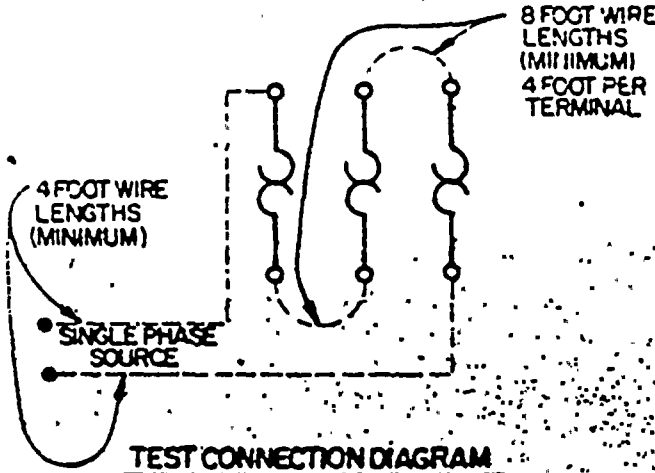 8 FOOT WIRE
LENGTHS
(MINIMUM)
4 FOOT PER
TERMINAL
4 FOOT WIRE
LENGTHS
(MINIMUM)
SINGLE PHASE
SOURCE
TEST CONNECTION DIAGRAM